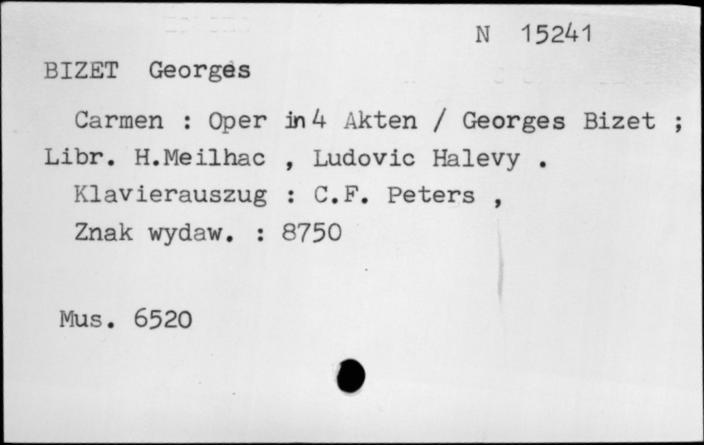 N 15241
BIZET Georges
Carmen : Oper in 4 Akten / Georges Bizet ;
Libr. H.Meilhac , Ludovic Halevy .
Klavierauszug : C.F. Peters ,
Znak wydaw. : 8750
Mus. 6520